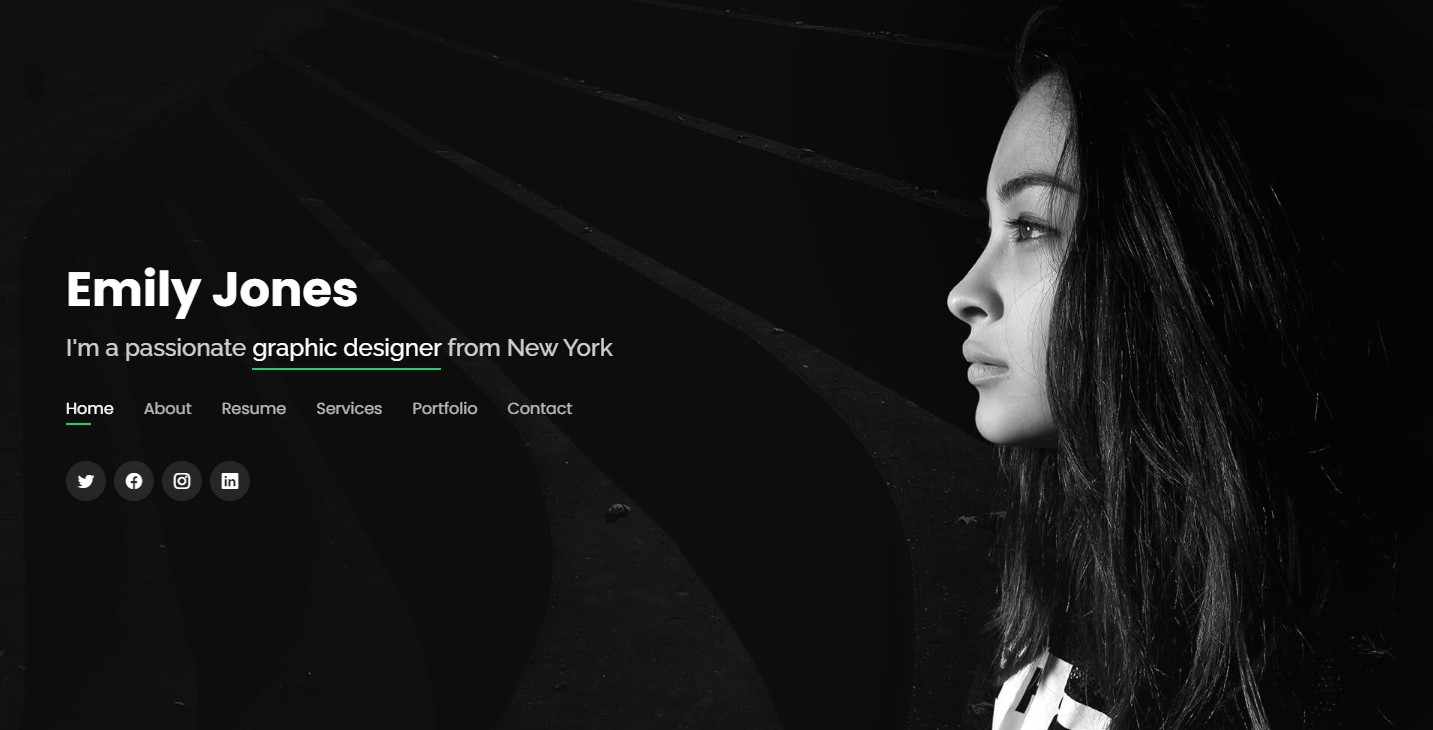 Emily Jones
I'm a passionate graphic designer from New York
Home About Resume Services Portfolio Contact